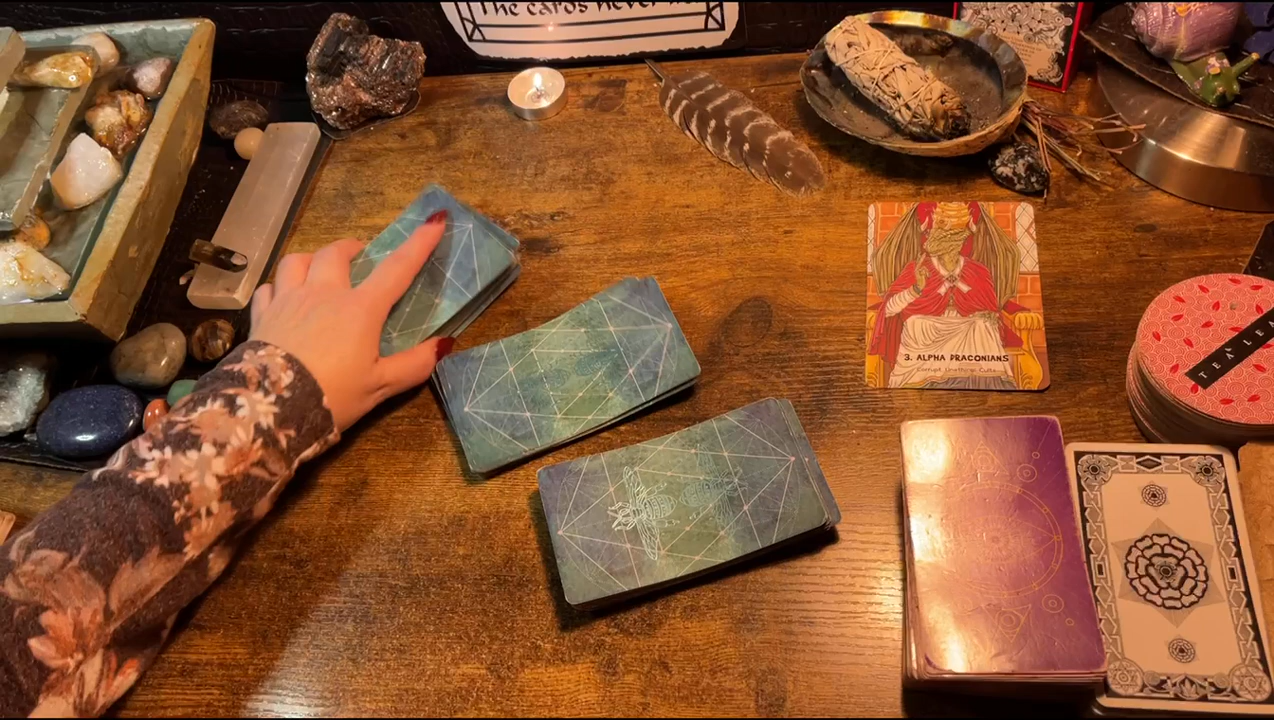 The cards never
3. ALPHA DRACONIANS
Corrupt Unethical Cults
TEA LEA